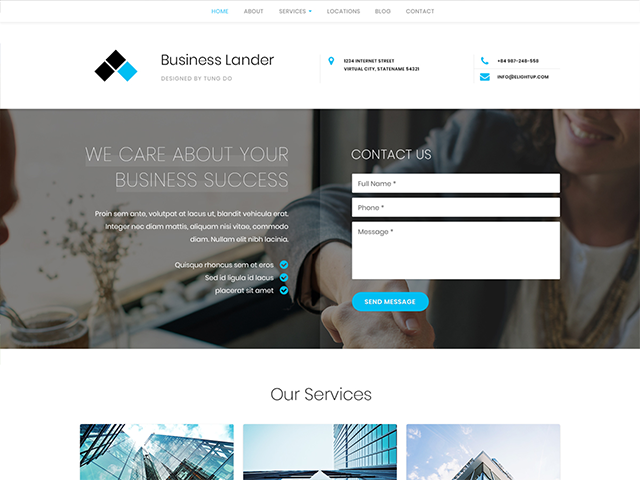 HOME ABOUT SERVICES LOCATIONS BLOG CONTACT
Business Lander
DESIGNED BY TUNG DO
1234 INTERNET STREET
VIRTUAL CITY, STATENAME 54321
+84 987-248-958
INFO@ELIGHTUP.COM
WE CARE ABOUT YOUR
BUSINESS SUCCESS
Proin sem ante, volutpat at lacus ut, blandit vehicula erat.
Integer nec diam mattis, aliquam nisi vitae, commodo
diam. Nullam elit nibh lacinia.
Quisque rhoncus sem et eros
Sed id ligula id lacus
placerat sit amet
CONTACT US
Full Name *
Phone *
Message *
SEND MESSAGE
Our Services